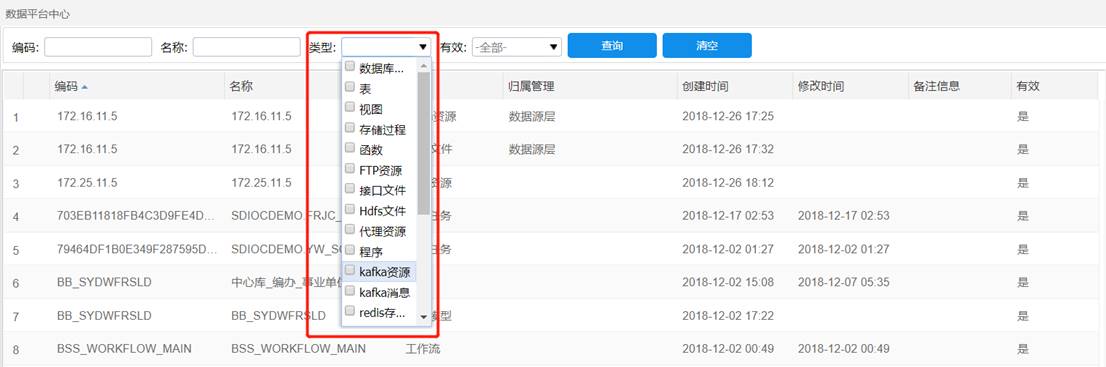 数据平台中心
编码: 名称: 类型: 有效: -全部- 查询 清空
编码 名称 归属管理 创建时间 修改时间 备注信息 有效
数据库...
表
视图
存储过程
函数
FTP资源
接口文件
Hdfs文件
代理资源
程序
kafka资源
kafka消息
redis存...
1 172.16.11.5 172.16.11.5 资源 数据源层 2018-12-26 17:25 是
2 172.16.11.5 172.16.11.5 文件 数据源层 2018-12-26 17:32 是
3 172.25.11.5 172.25.11.5 资源 2018-12-26 18:12 是
4 703EB11818FB4C3D9FE4D... SDIOCDEMO.FRJC_ 任务 2018-12-17 02:53 2018-12-17 02:53 是
5 79464DF1B0E349F287595D... SDIOCDEMO.YW_SC 任务 2018-12-02 01:27 2018-12-02 01:27 是
6 BB_SYDWFRSLD 中心库_编办_事业单位 2018-12-02 15:08 2018-12-07 05:35 是
7 BB_SYDWFRSLD BB_SYDWFRSLD 模型 2018-12-02 17:22 是
8 BSS_WORKFLOW_MAIN BSS_WORKFLOW_MAIN 工作流 2018-12-02 00:49 2018-12-02 00:49 是